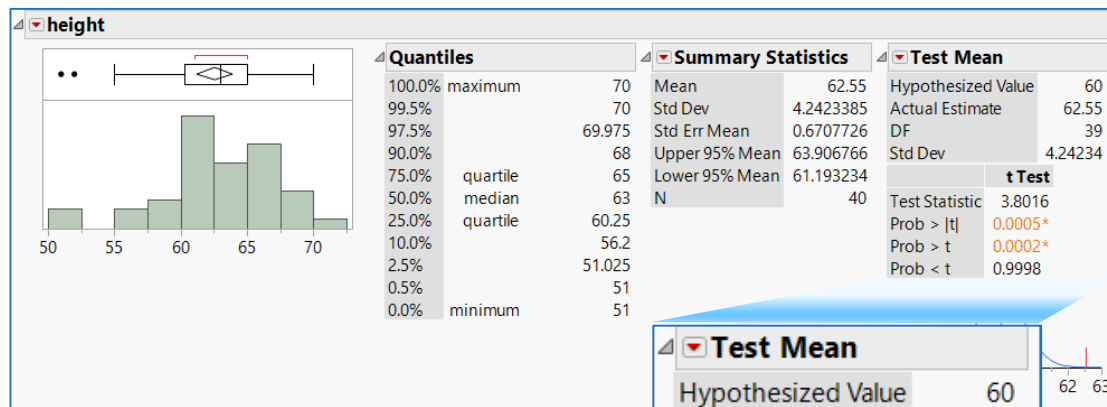 height
50 55 60 65 70
Quantiles
100.0% maximum 70
99.5% 70
97.5% 69.975
90.0% 68
75.0% quartile 65
50.0% median 63
25.0% quartile 60.25
10.0% 56.2
2.5% 51.025
0.5% 51
0.0% minimum 51
Summary Statistics
Mean 62.55
Std Dev 4.2423385
Std Err Mean 0.6707726
Upper 95% Mean 63.906766
Lower 95% Mean 61.193234
N 40
Test Mean
Hypothesized Value 60
Actual Estimate 62.55
DF 39
Std Dev 4.24234
t Test
Test Statistic 3.8016
Prob > |t| 0.0005*
Prob > t 0.0002*
Prob < t 0.9998
62 63
Test Mean
Hypothesized Value 60